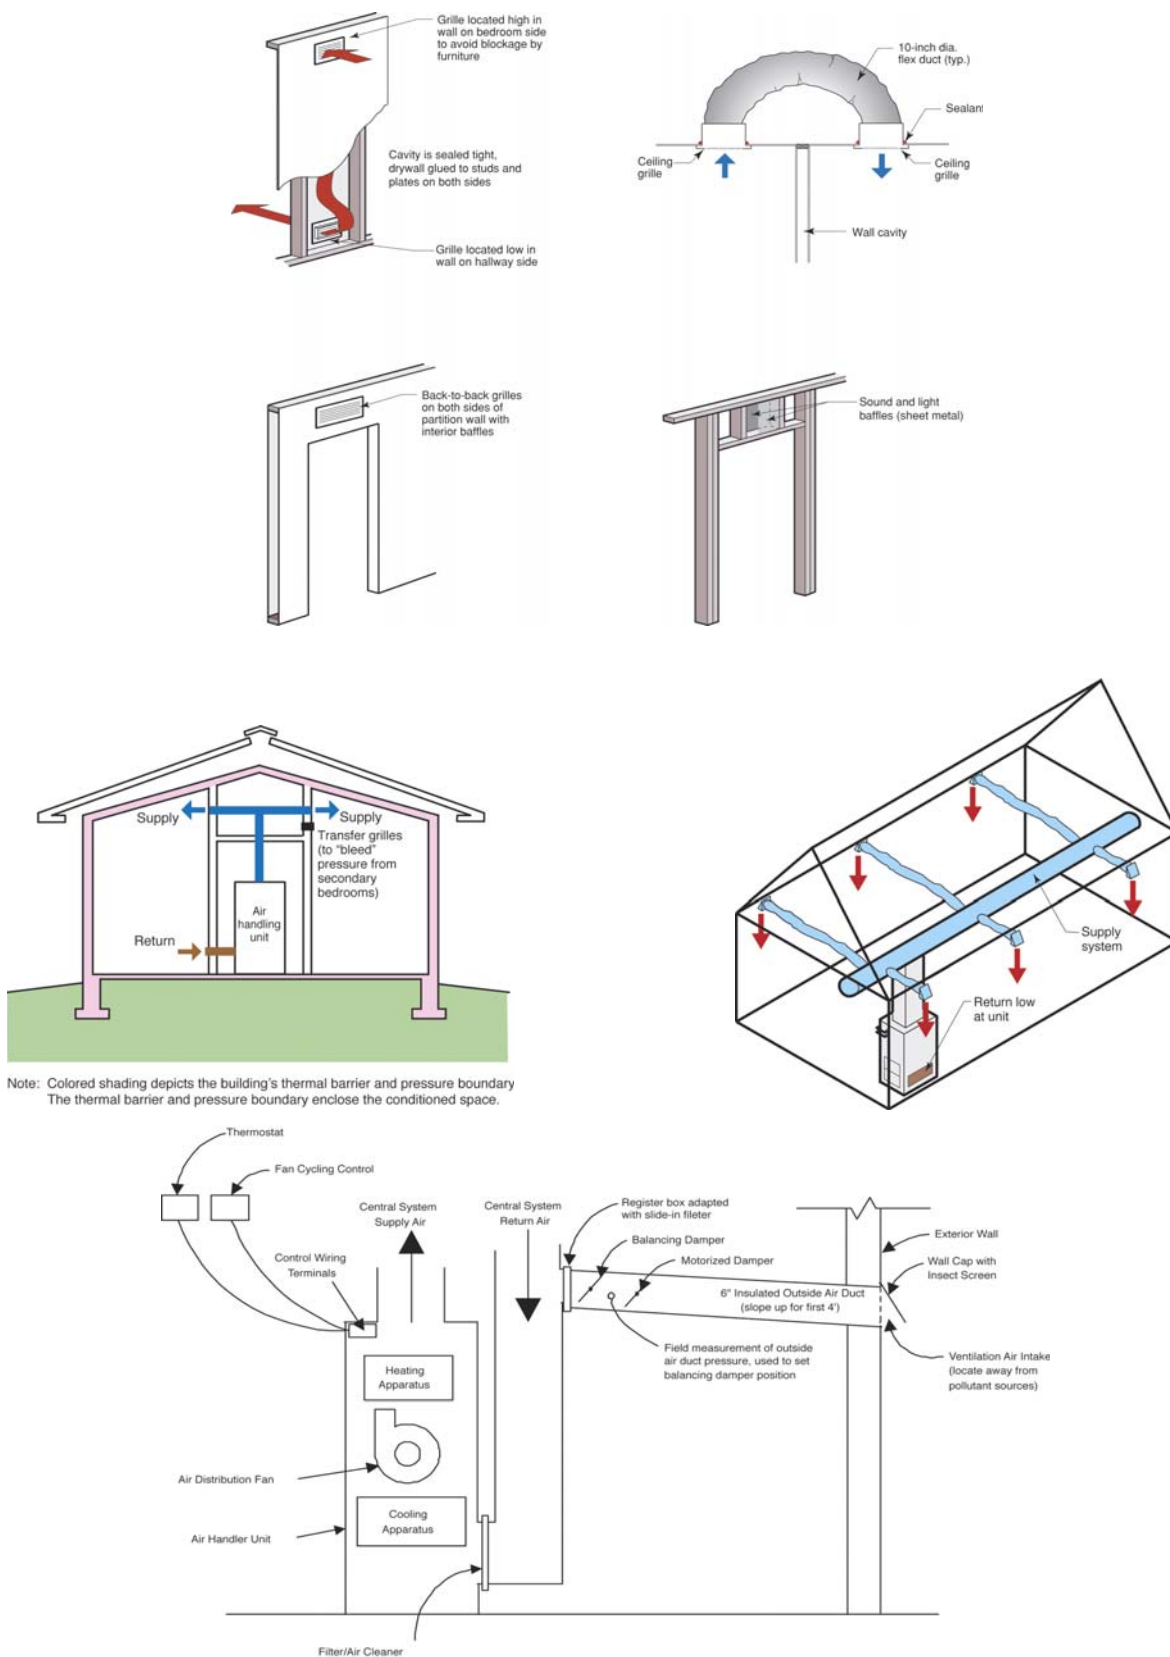 Grille located high in
wall on bedroom side
to avoid blockage by
furniture
Cavity is sealed tight,
drywall glued to studs and
plates on both sides
Grille located low in
wall on hallway side
10-inch dia.
flex duct (typ.)
Sealan
Ceiling
grille
Ceiling
grille
Wall cavity
Back-to-back grilles
on both sides of
partition wall with
interior baffles
Sound and light
baffles (sheet metal)
Supply
Supply
Transfer grilles
(to “bleed”
pressure from
secondary
bedrooms)
Air
handling
unit
Return
Note: Colored shading depicts the building’s thermal barrier and pressure boundary
The thermal barrier and pressure boundary enclose the conditioned space.
Supply
system
Return low
at unit
Thermostat
Fan Cycling Control
Central System
Supply Air
Central System
Return Air
Register box adapted
with slide-in fileter
Balancing Damper
Motorized Damper
Exterior Wall
Wall Cap with
Insect Screen
Control Wiring
Terminals
6" Insulated Outside Air Duct
(slope up for first 4')
Field measurement of outside
air duct pressure, used to set
balancing damper position
Ventilation Air Intake
(locate away from
pollutant sources)
Heating
Apparatus
Air Distribution Fan
Cooling
Apparatus
Air Handler Unit
Filter/Air Cleaner